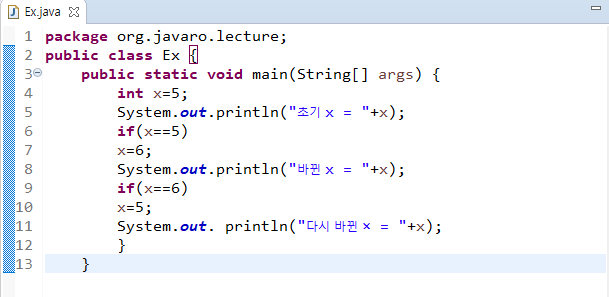 Ex.java
1 package org.javaro.lecture;
2 public class Ex {
3 public static void main(String[] args) {
4 int x=5;
5 System.out.println("초기 x = "+x);
6 if(x==5)
7 x=6;
8 System.out.println("바뀐 x = "+x);
9 if(x==6)
10 x=5;
11 System.out. println("다시 바뀐 x = "+x);
12 }
13 }